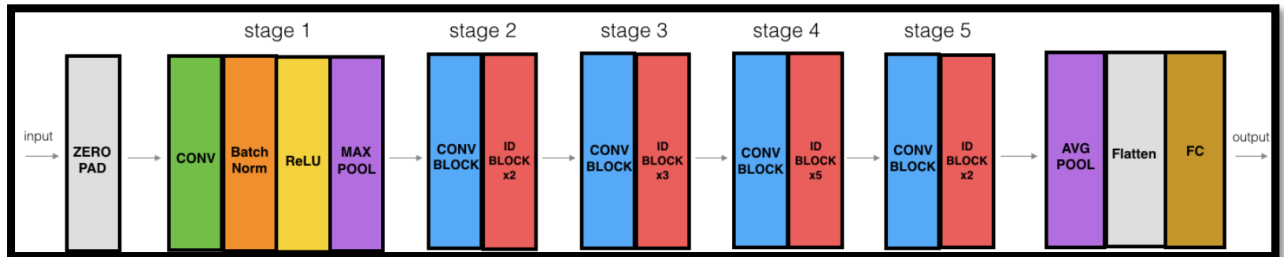 stage 1
stage 2
stage 3
stage 4
stage 5
input
ZERO
PAD
CONV
Batch
Norm
ReLU
MAX
POOL
CONV
BLOCK
ID
BLOCK
x2
CONV
BLOCK
ID
BLOCK
x3
CONV
BLOCK
ID
BLOCK
x5
CONV
BLOCK
ID
BLOCK
x2
AVG
POOL
Flatten
FC
output